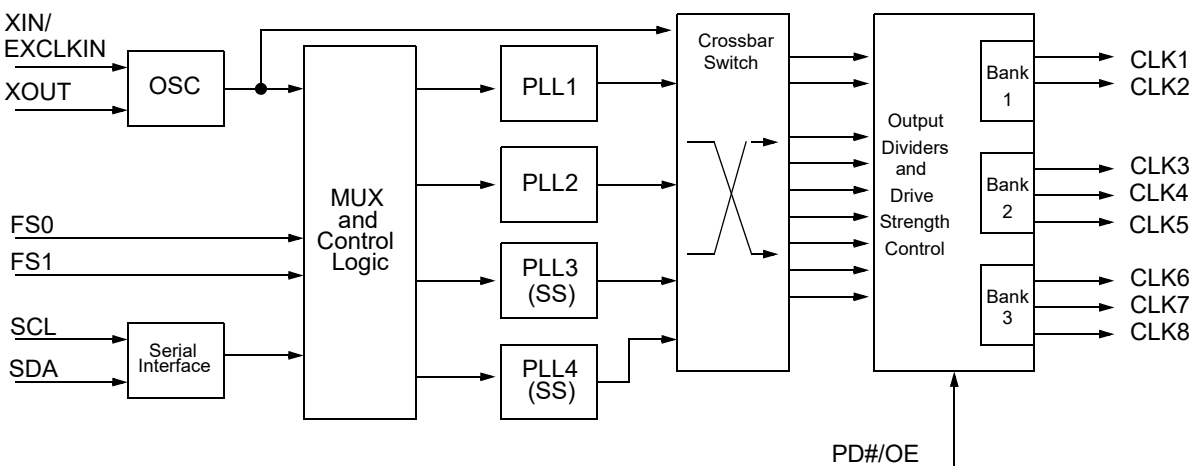 XIN/
EXCLKIN
XOUT
OSC
FS0
FS1
SCL
SDA
Serial
Interface
MUX
and
Control
Logic
PLL1
PLL2
PLL3
(SS)
PLL4
(SS)
Crossbar
Switch
Output
Dividers
and
Drive
Strength
Control
Bank
1
Bank
2
Bank
3
CLK1
CLK2
CLK3
CLK4
CLK5
CLK6
CLK7
CLK8
PD#/OE